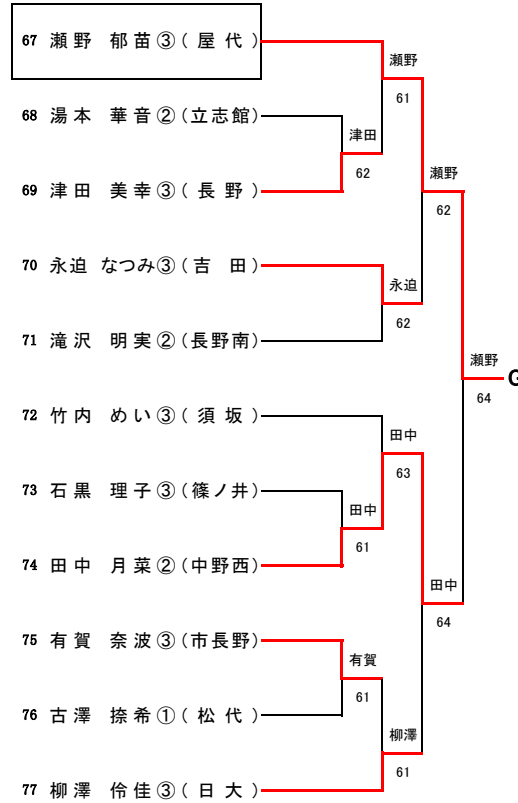 67 瀬野 郁苗③(屋代)
瀬野
61
68 湯本 華音②(立志館)
津田
62
瀬野
62
69 津田 美幸③(長野)
70 永迫 なつみ③(吉田)
永迫
62
71 滝沢 明実②(長野南)
瀬野
64
G
72 竹内 めい③(須坂)
田中
63
73 石黒 理子③(篠ノ井)
田中
61
74 田中 月菜②(中野西)
田中
64
75 有賀 奈波③(市長野)
有賀
61
76 古澤 捺希①(松代)
柳澤
61
77 柳澤 伶佳③(日大)